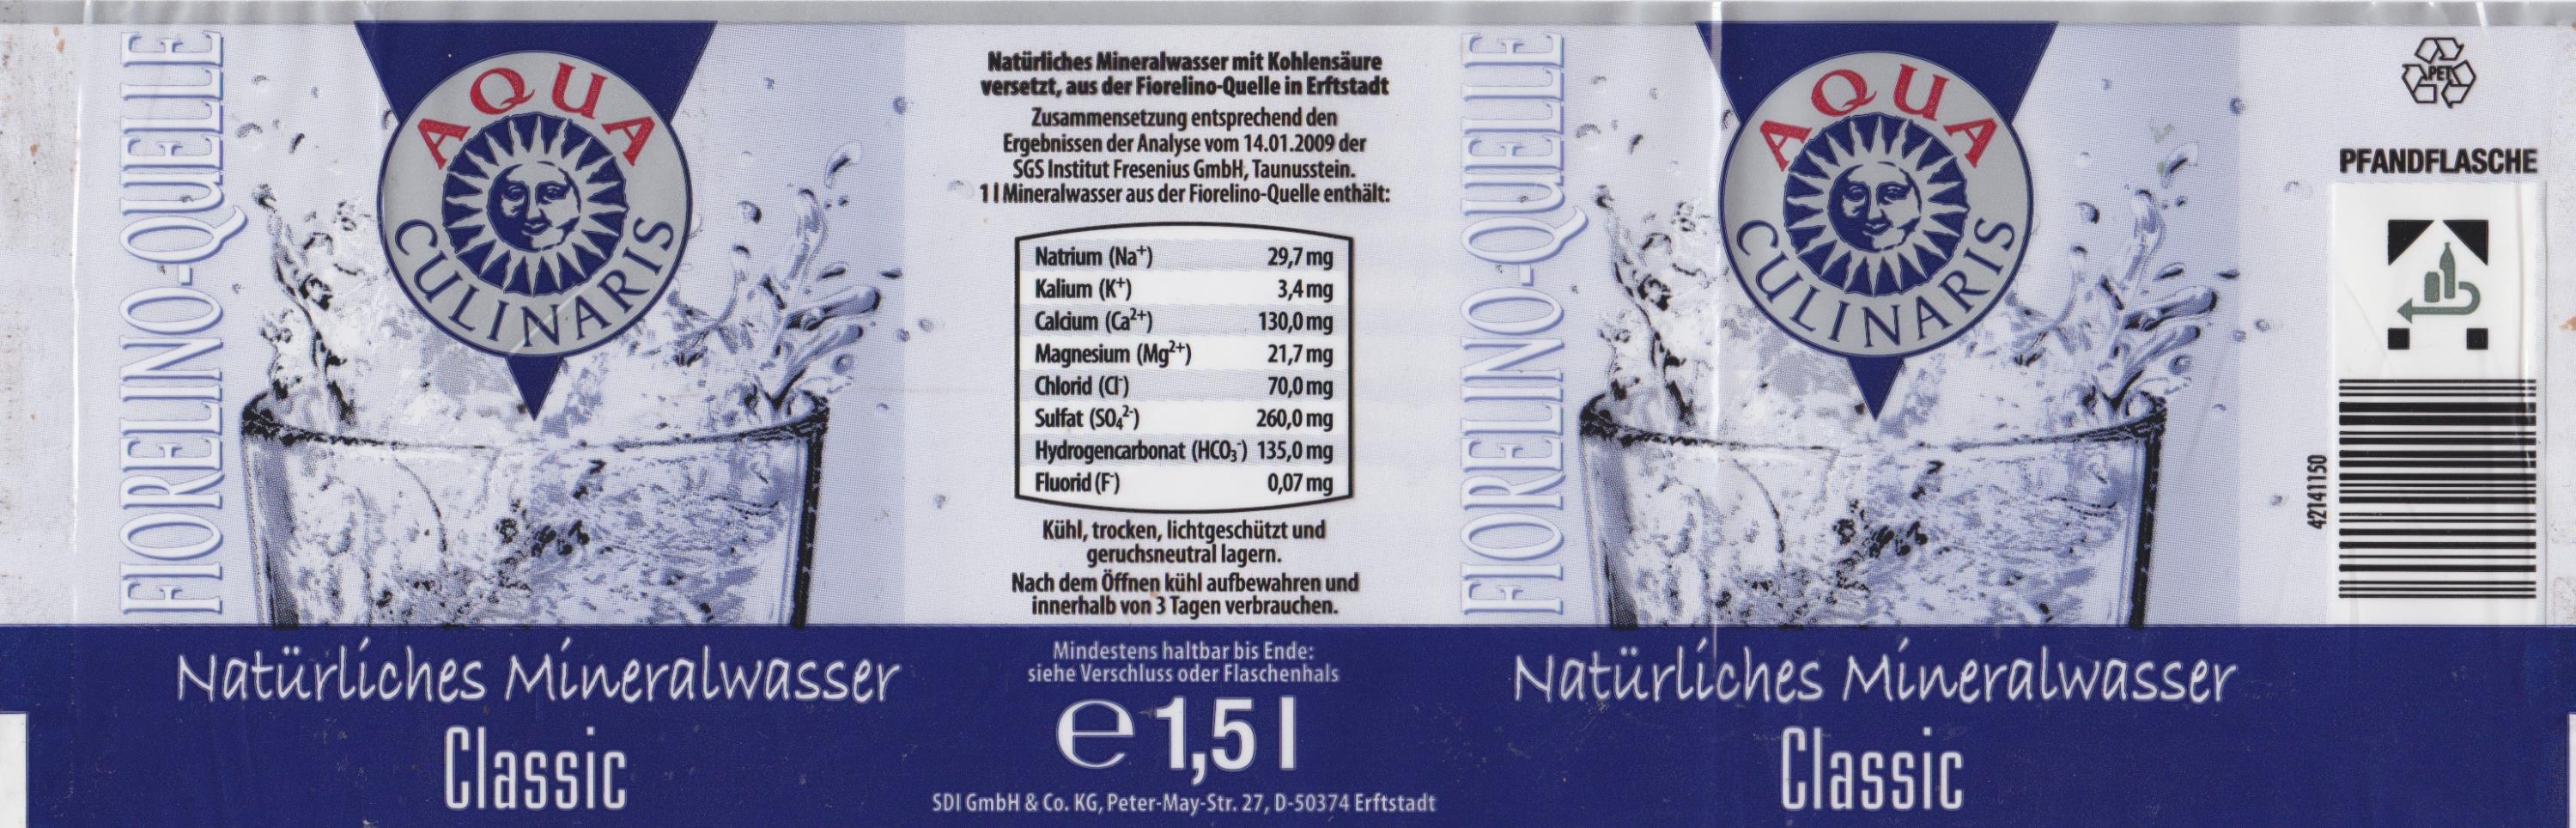 FIORELINO-QUELLE
AQUA
CULINARIS
Natürliches Mineralwasser
Classic
Natürliches Mineralwasser mit Kohlensäure
versetzt, aus der Fiorelino-Quelle in Erftstadt
Zusammensetzung entsprechend den
Ergebnissen der Analyse vom 14.01.2009 der
SGS Institut Fresenius GmbH, Taunusstein.
1 l Mineralwasser aus der Fiorelino-Quelle enthält:
Natrium (Na⁺) 29,7 mg
Kalium (K⁺) 3,4 mg
Calcium (Ca²⁺) 130,0 mg
Magnesium (Mg²⁺) 21,7 mg
Chlorid (Cl⁻) 70,0 mg
Sulfat (SO₄²⁻) 260,0 mg
Hydrogencarbonat (HCO₃⁻) 135,0 mg
Fluorid (F⁻) 0,07 mg
Kühl, trocken, lichtgeschützt und
geruchsneutral lagern.
Nach dem Öffnen kühl aufbewahren und
innerhalb von 3 Tagen verbrauchen.
Mindestens haltbar bis Ende:
siehe Verschluss oder Flaschenhals
℮ 1,5 l
SDI GmbH & Co. KG, Peter-May-Str. 27, D-50374 Erftstadt
FIORELINO-QUELLE
AQUA
CULINARIS
Natürliches Mineralwasser
Classic
PET
PFANDFLASCHE
42141150